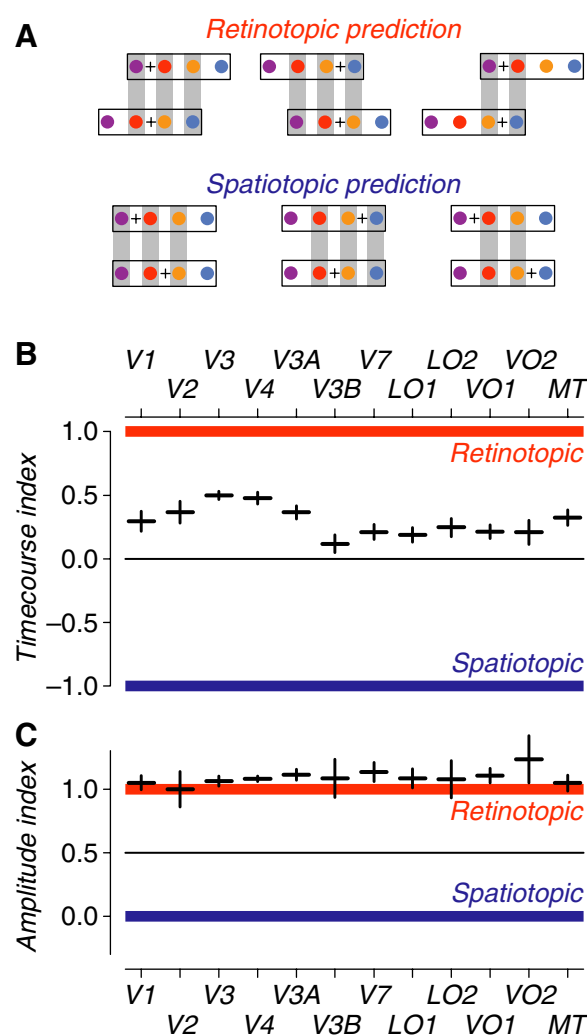 A
Retinotopic prediction
+ + +
+ + +
Spatiotopic prediction
+ + +
+ + +
B
V1 V3 V3A V7 LO2 VO2
V2 V4 V3B LO1 VO1 MT
Timecourse index
1.0
Retinotopic
0.5
0.0
−0.5
Spatiotopic
−1.0
C
Amplitude index
1.0
Retinotopic
0.5
Spatiotopic
0.0
V1 V3 V3A V7 LO2 VO2
V2 V4 V3B LO1 VO1 MT